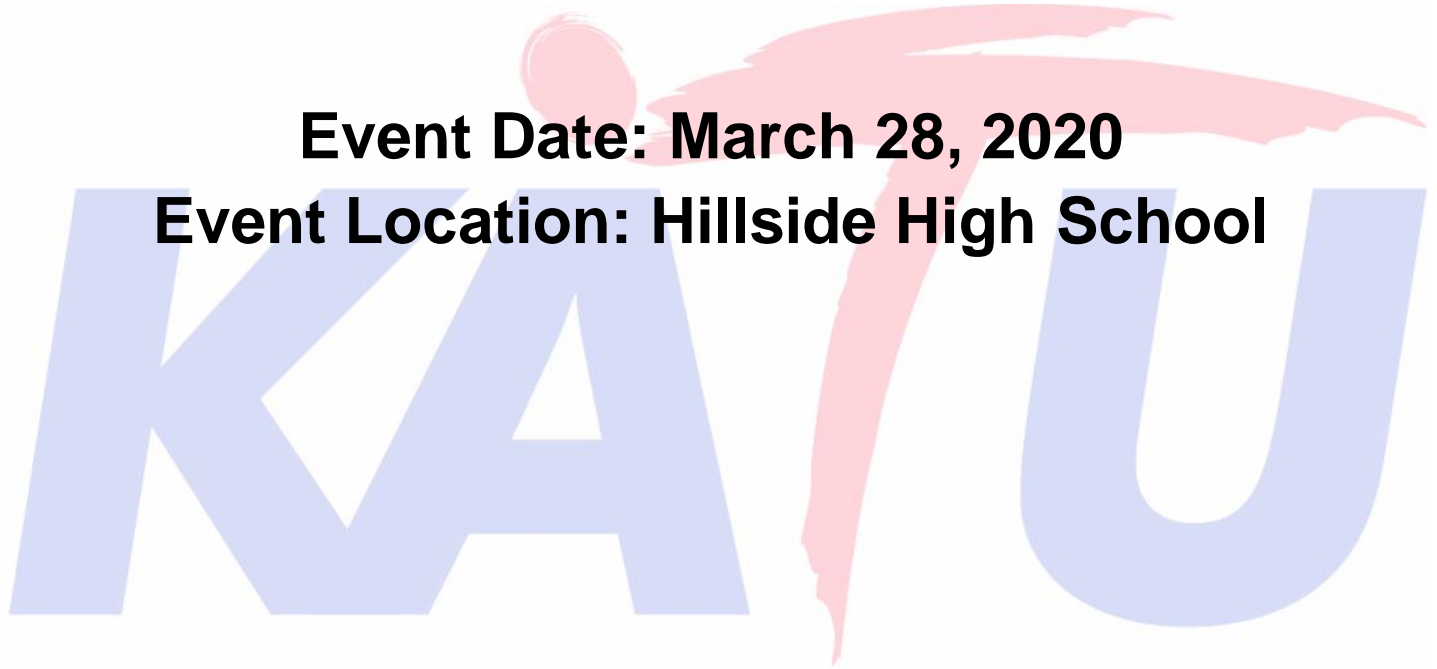 Event Date: March 28, 2020
Event Location: Hillside High School
KATU